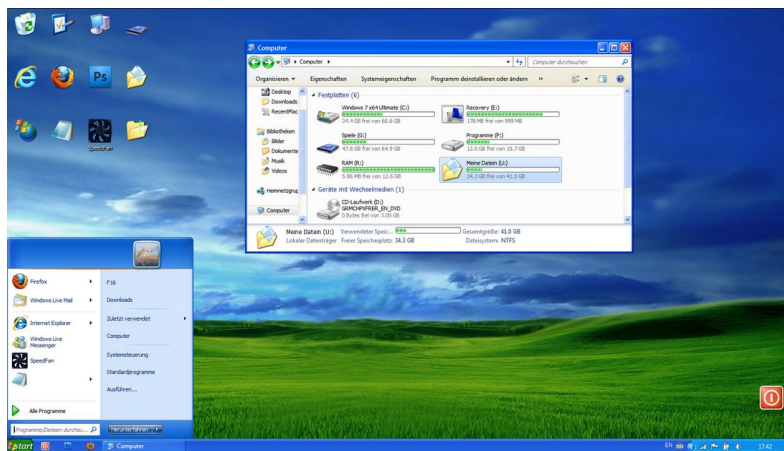 SpeedFan
Computer
Computer
Computer durchsuchen
Organisieren
Eigenschaften
Systemeigenschaften
Programm deinstallieren oder ändern
»
Desktop
Downloads
RecentPlac
Bibliotheken
Bilder
Dokumente
Musik
Videos
Heimnetzgrup
Computer
Festplatten (6)
Windows 7 x64 Ultimate (C:)
34.4 GB frei von 60.6 GB
Recovery (E:)
178 MB frei von 999 MB
Spiele (G:)
47.8 GB frei von 64.9 GB
Programme (P:)
12.0 GB frei von 15.7 GB
RAM (R:)
5.86 MB frei von 12.6 GB
Meine Datein (U:)
34.3 GB frei von 41.0 GB
Geräte mit Wechselmedien (1)
CD-Laufwerk (D:)
GRMCHPXFRER_EN_DVD
0 Bytes frei von 3.00 GB
Meine Datein (U:) Verwendeter Speic... Gesamtgröße: 41.0 GB
Lokaler Datenträger Freier Speicherplatz: 34.3 GB Dateisystem: NTFS
Firefox
Windows Live Mail
Internet Explorer
Windows Live
Messenger
SpeedFan
Alle Programme
Programme/Dateien durchsu...
F16
Downloads
Zuletzt verwendet
Computer
Systemsteuerung
Standardprogramme
Ausführen...
Herunterfahren
start
Computer
EN
17:42
Ps